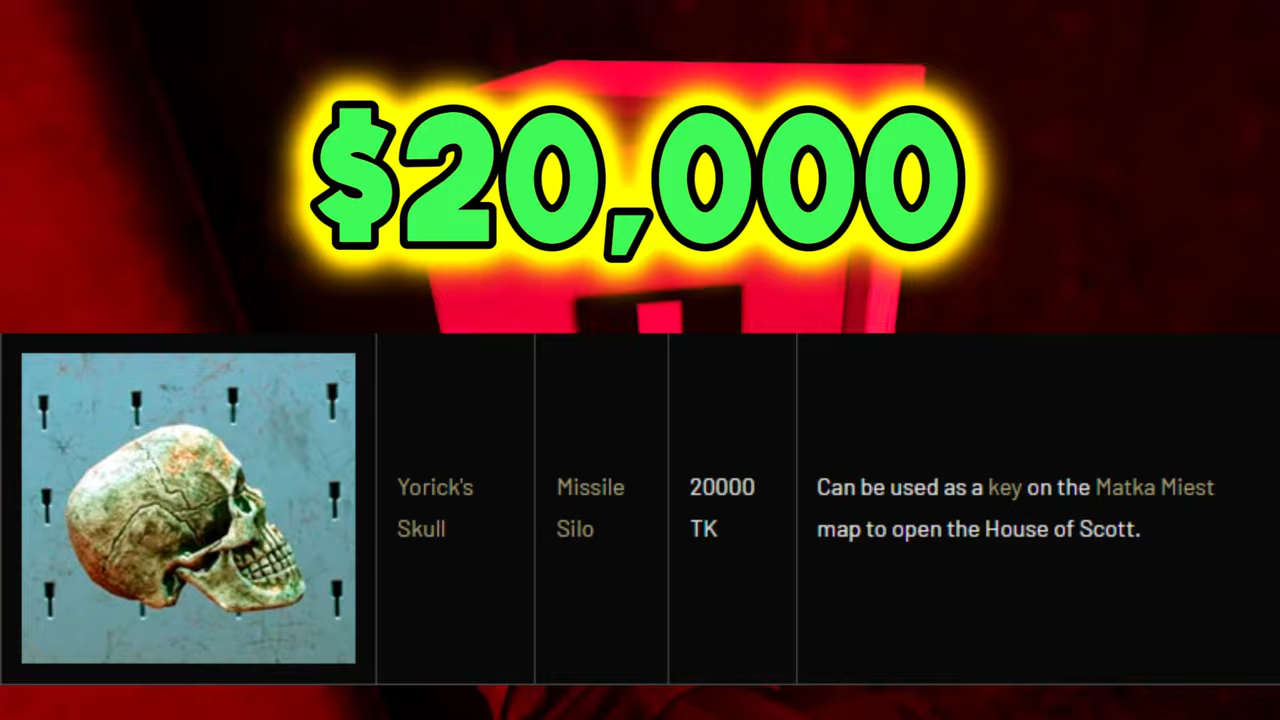 $20,000
Yorick's
Skull
Missile
Silo
20000
TK
Can be used as a key on the Matka Miest
map to open the House of Scott.